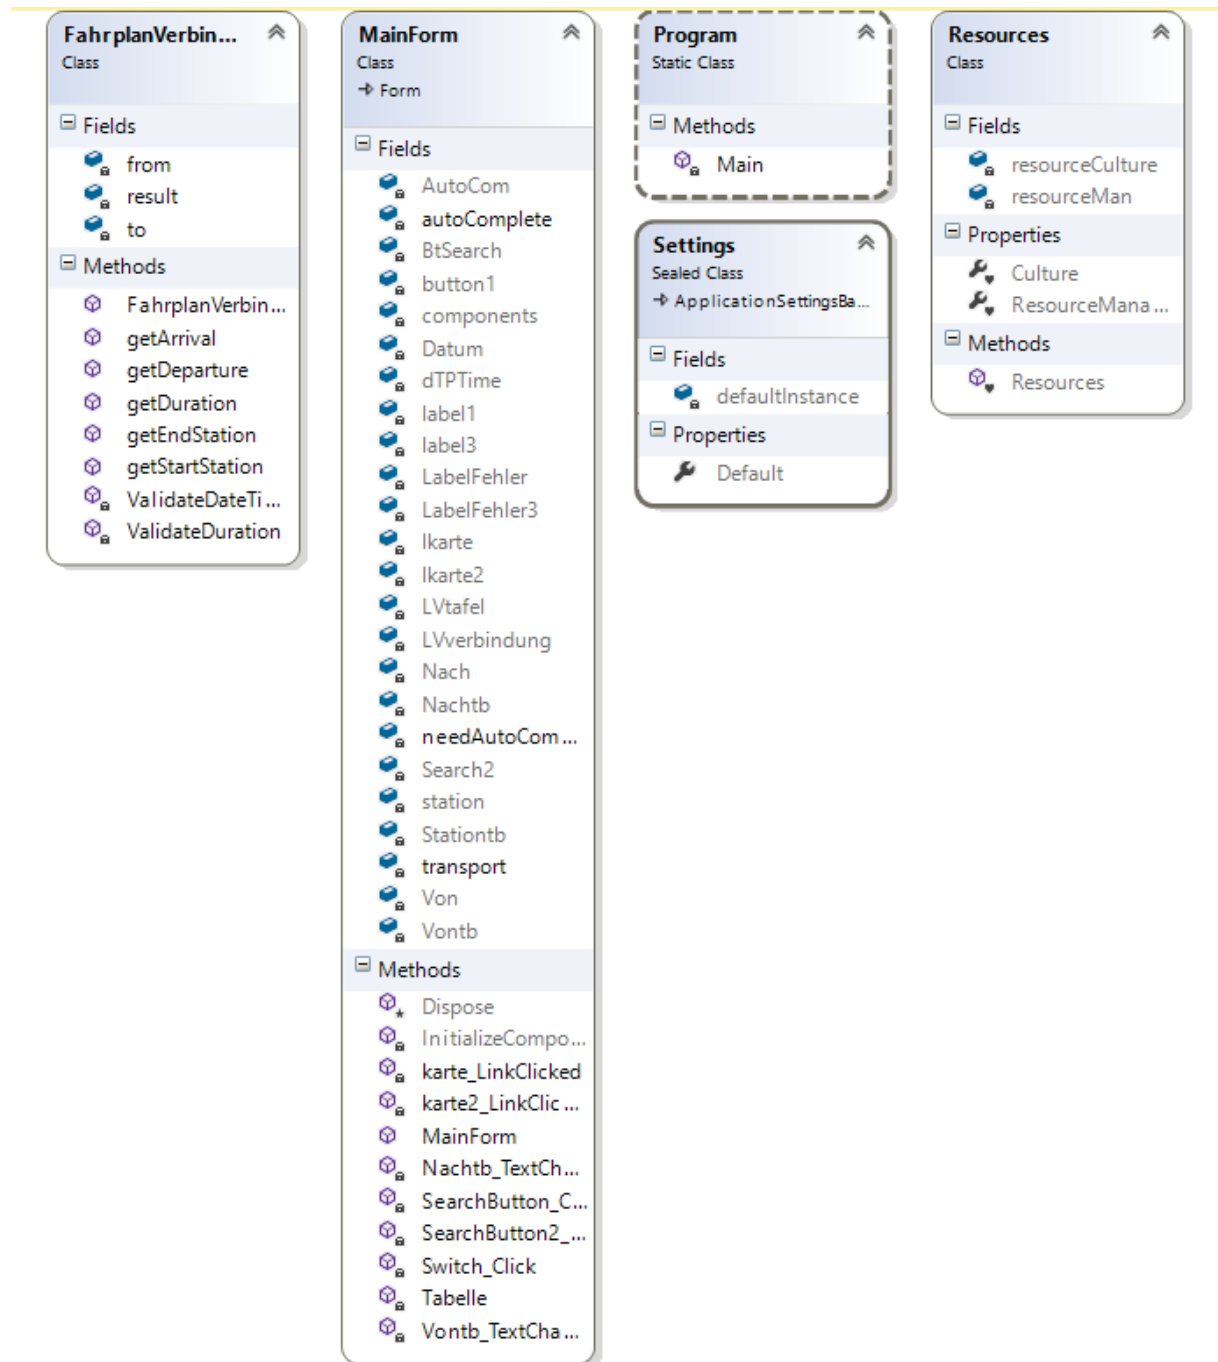 FahrplanVerbin...
Class
Fields
from
result
to
Methods
FahrplanVerbin...
getArrival
getDeparture
getDuration
getEndStation
getStartStation
ValidateDateTi...
ValidateDuration
MainForm
Class
Form
Fields
AutoCom
autoComplete
BtSearch
button1
components
Datum
dTPTime
label1
label3
LabelFehler
LabelFehler3
lkarte
lkarte2
LVtafel
LVverbindung
Nach
Nachtb
needAutoCom...
Search2
station
Stationtb
transport
Von
Vontb
Methods
Dispose
InitializeCompo...
karte_LinkClicked
karte2_LinkClic...
MainForm
Nachtb_TextCh...
SearchButton_C...
SearchButton2_...
Switch_Click
Tabelle
Vontb_TextCha...
Program
Static Class
Methods
Main
Settings
Sealed Class
ApplicationSettingsBa...
Fields
defaultInstance
Properties
Default
Resources
Class
Fields
resourceCulture
resourceMan
Properties
Culture
ResourceMana...
Methods
Resources